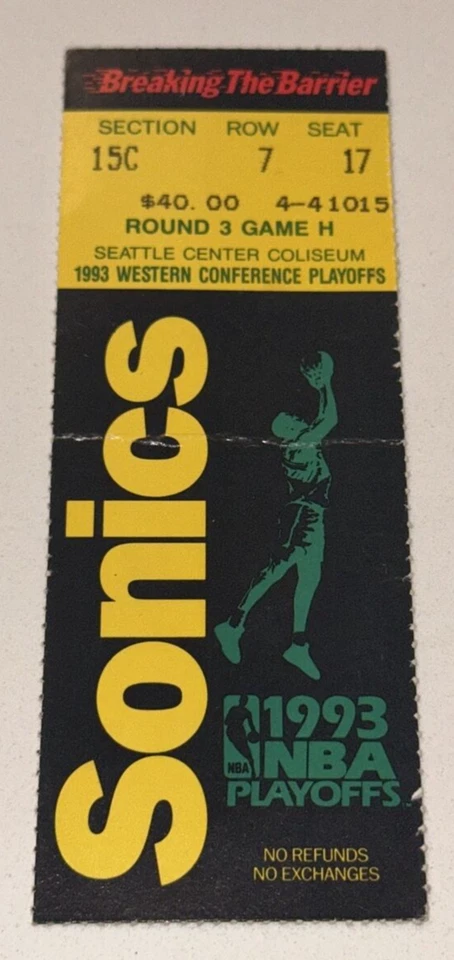 Breaking The Barrier
SECTION ROW SEAT
15C 7 17
$40.00 4-41015
ROUND 3 GAME H
SEATTLE CENTER COLISEUM
1993 WESTERN CONFERENCE PLAYOFFS
Sonics
1993
NBA NBA
PLAYOFFS
NO REFUNDS
NO EXCHANGES